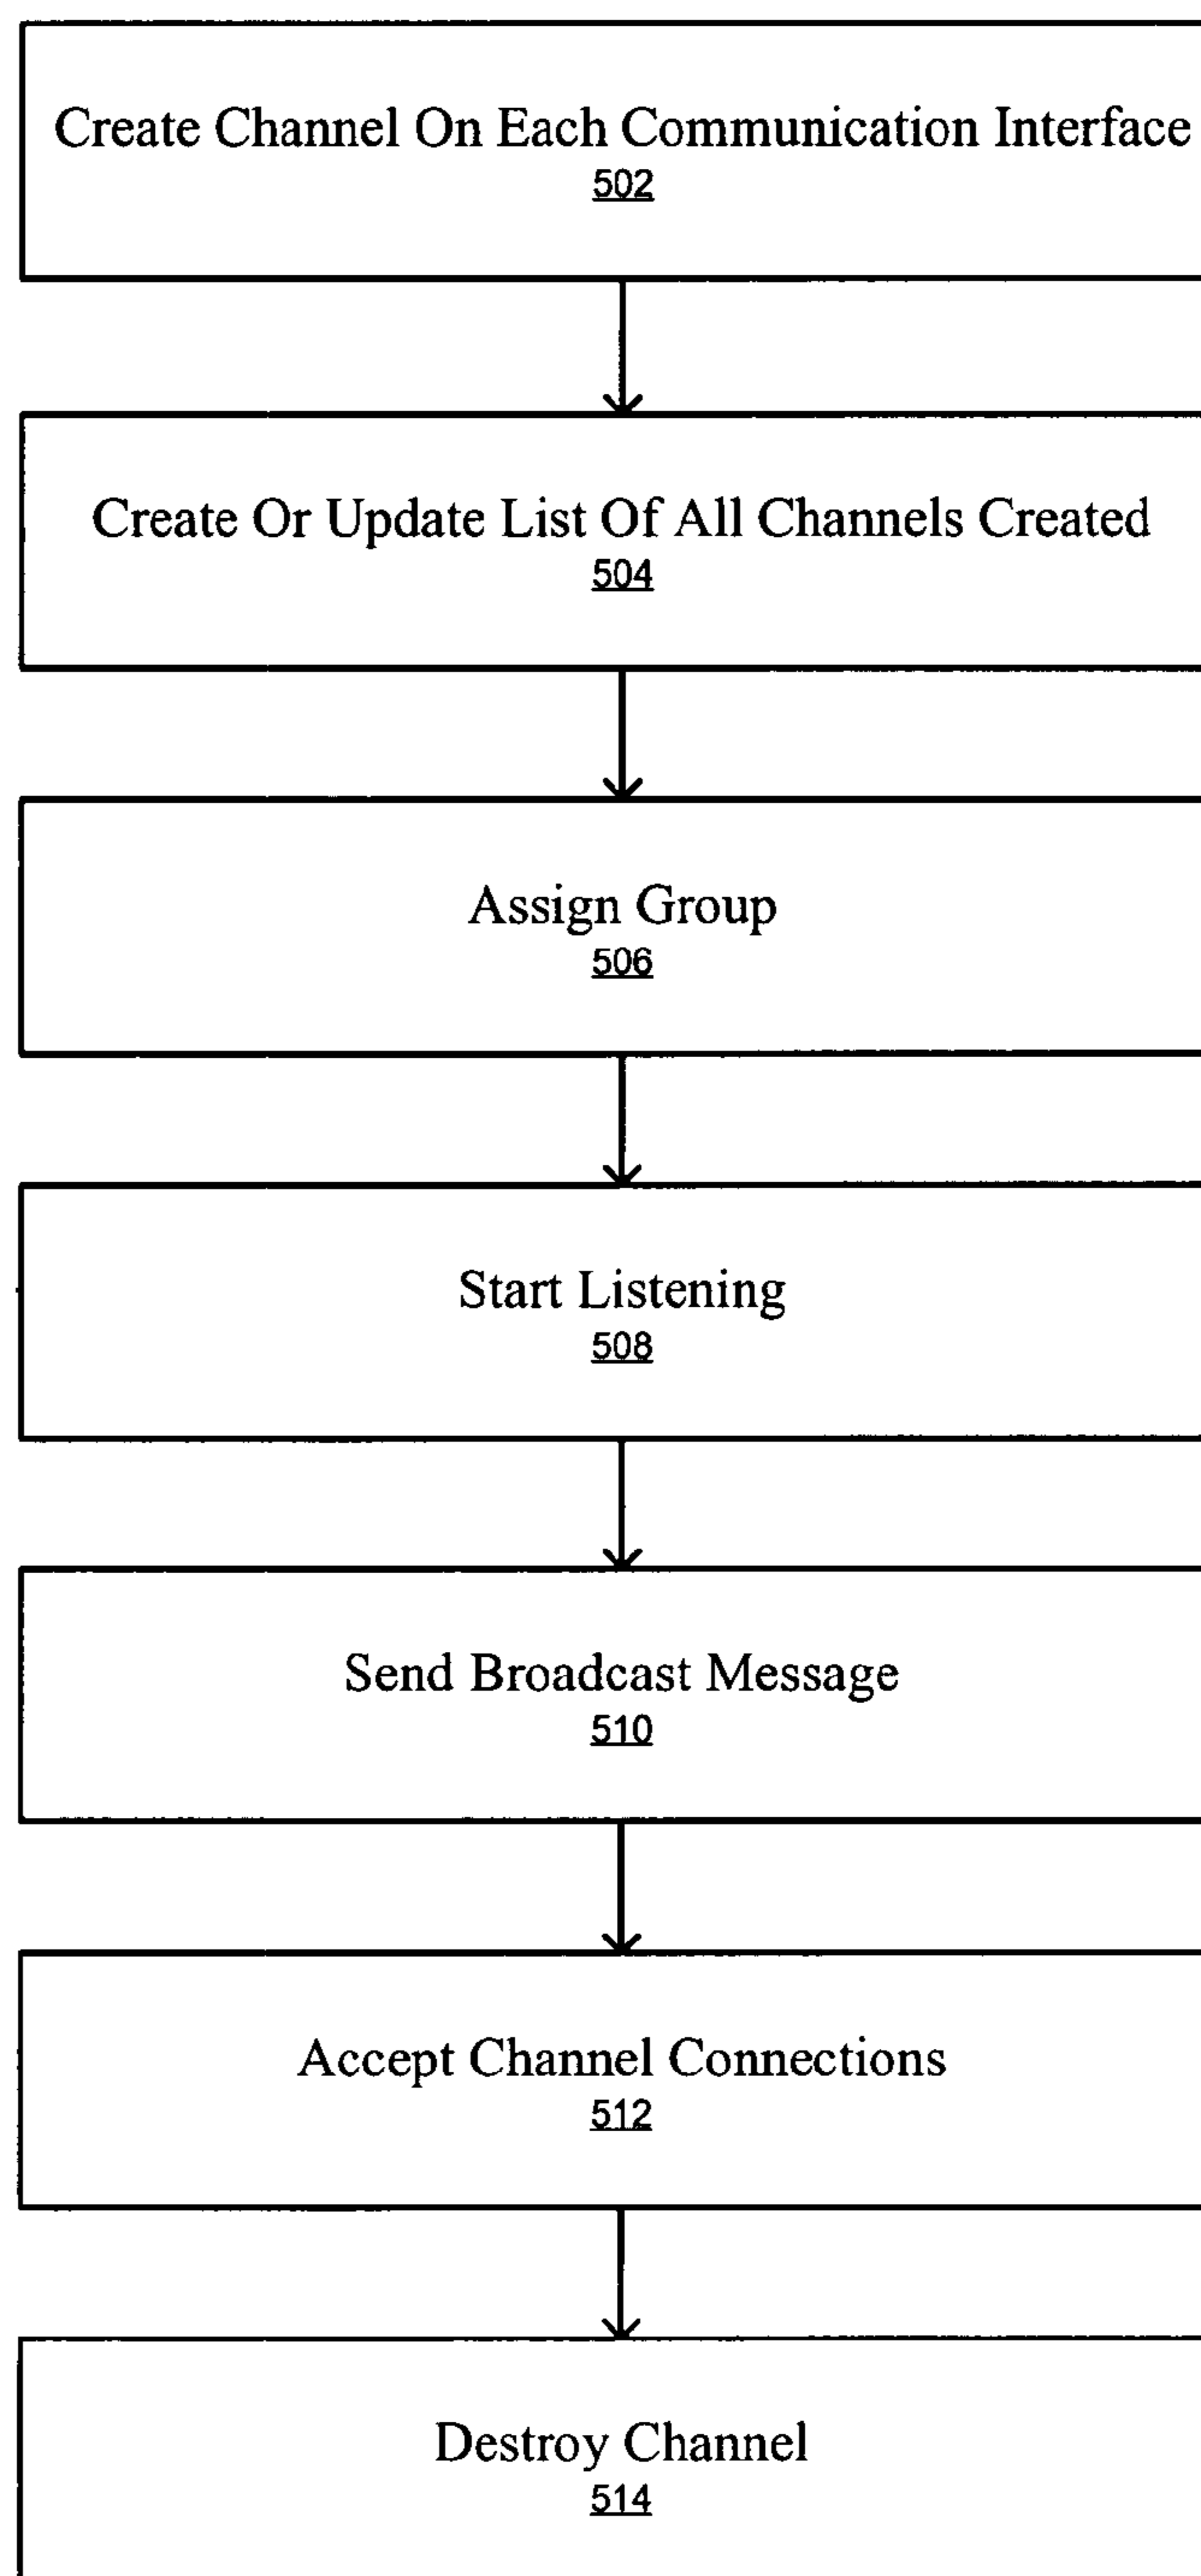 Create Channel On Each Communication Interface
502
Create Or Update List Of All Channels Created
504
Assign Group
506
Start Listening
508
Send Broadcast Message
510
Accept Channel Connections
512
Destroy Channel
514